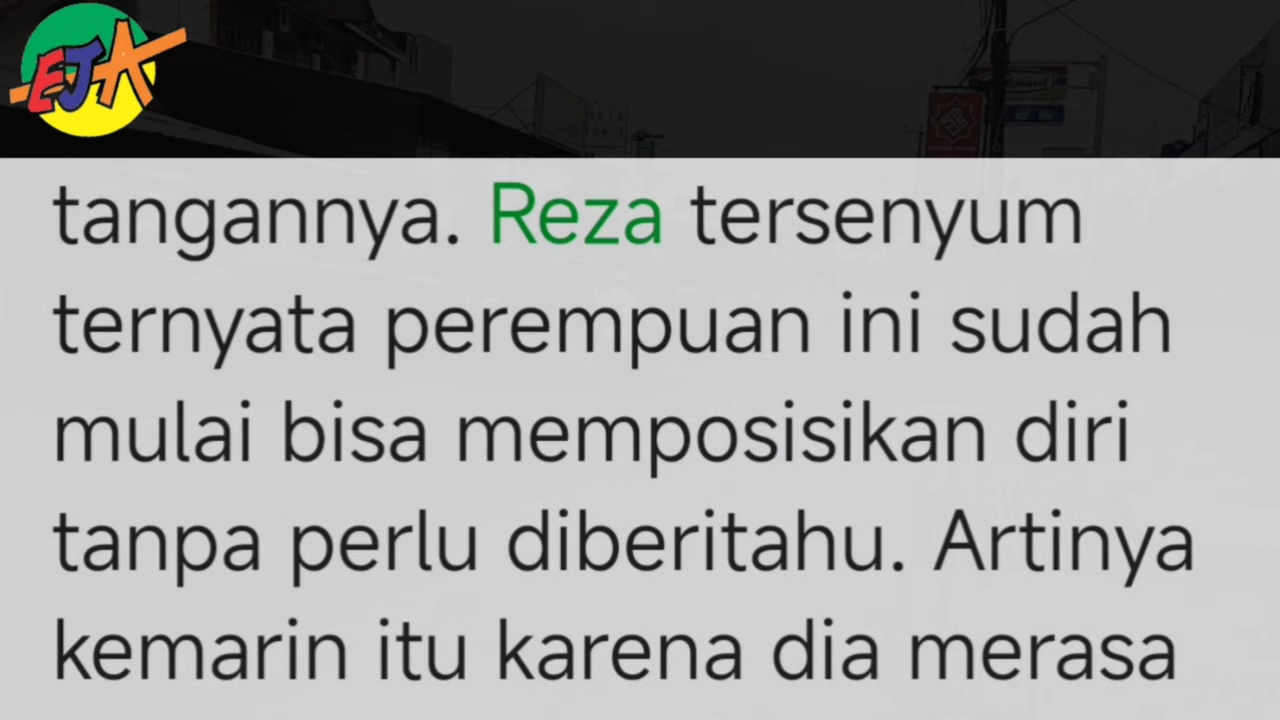 EJA
tangannya. Reza tersenyum
ternyata perempuan ini sudah
mulai bisa memposisikan diri
tanpa perlu diberitahu. Artinya
kemarin itu karena dia merasa